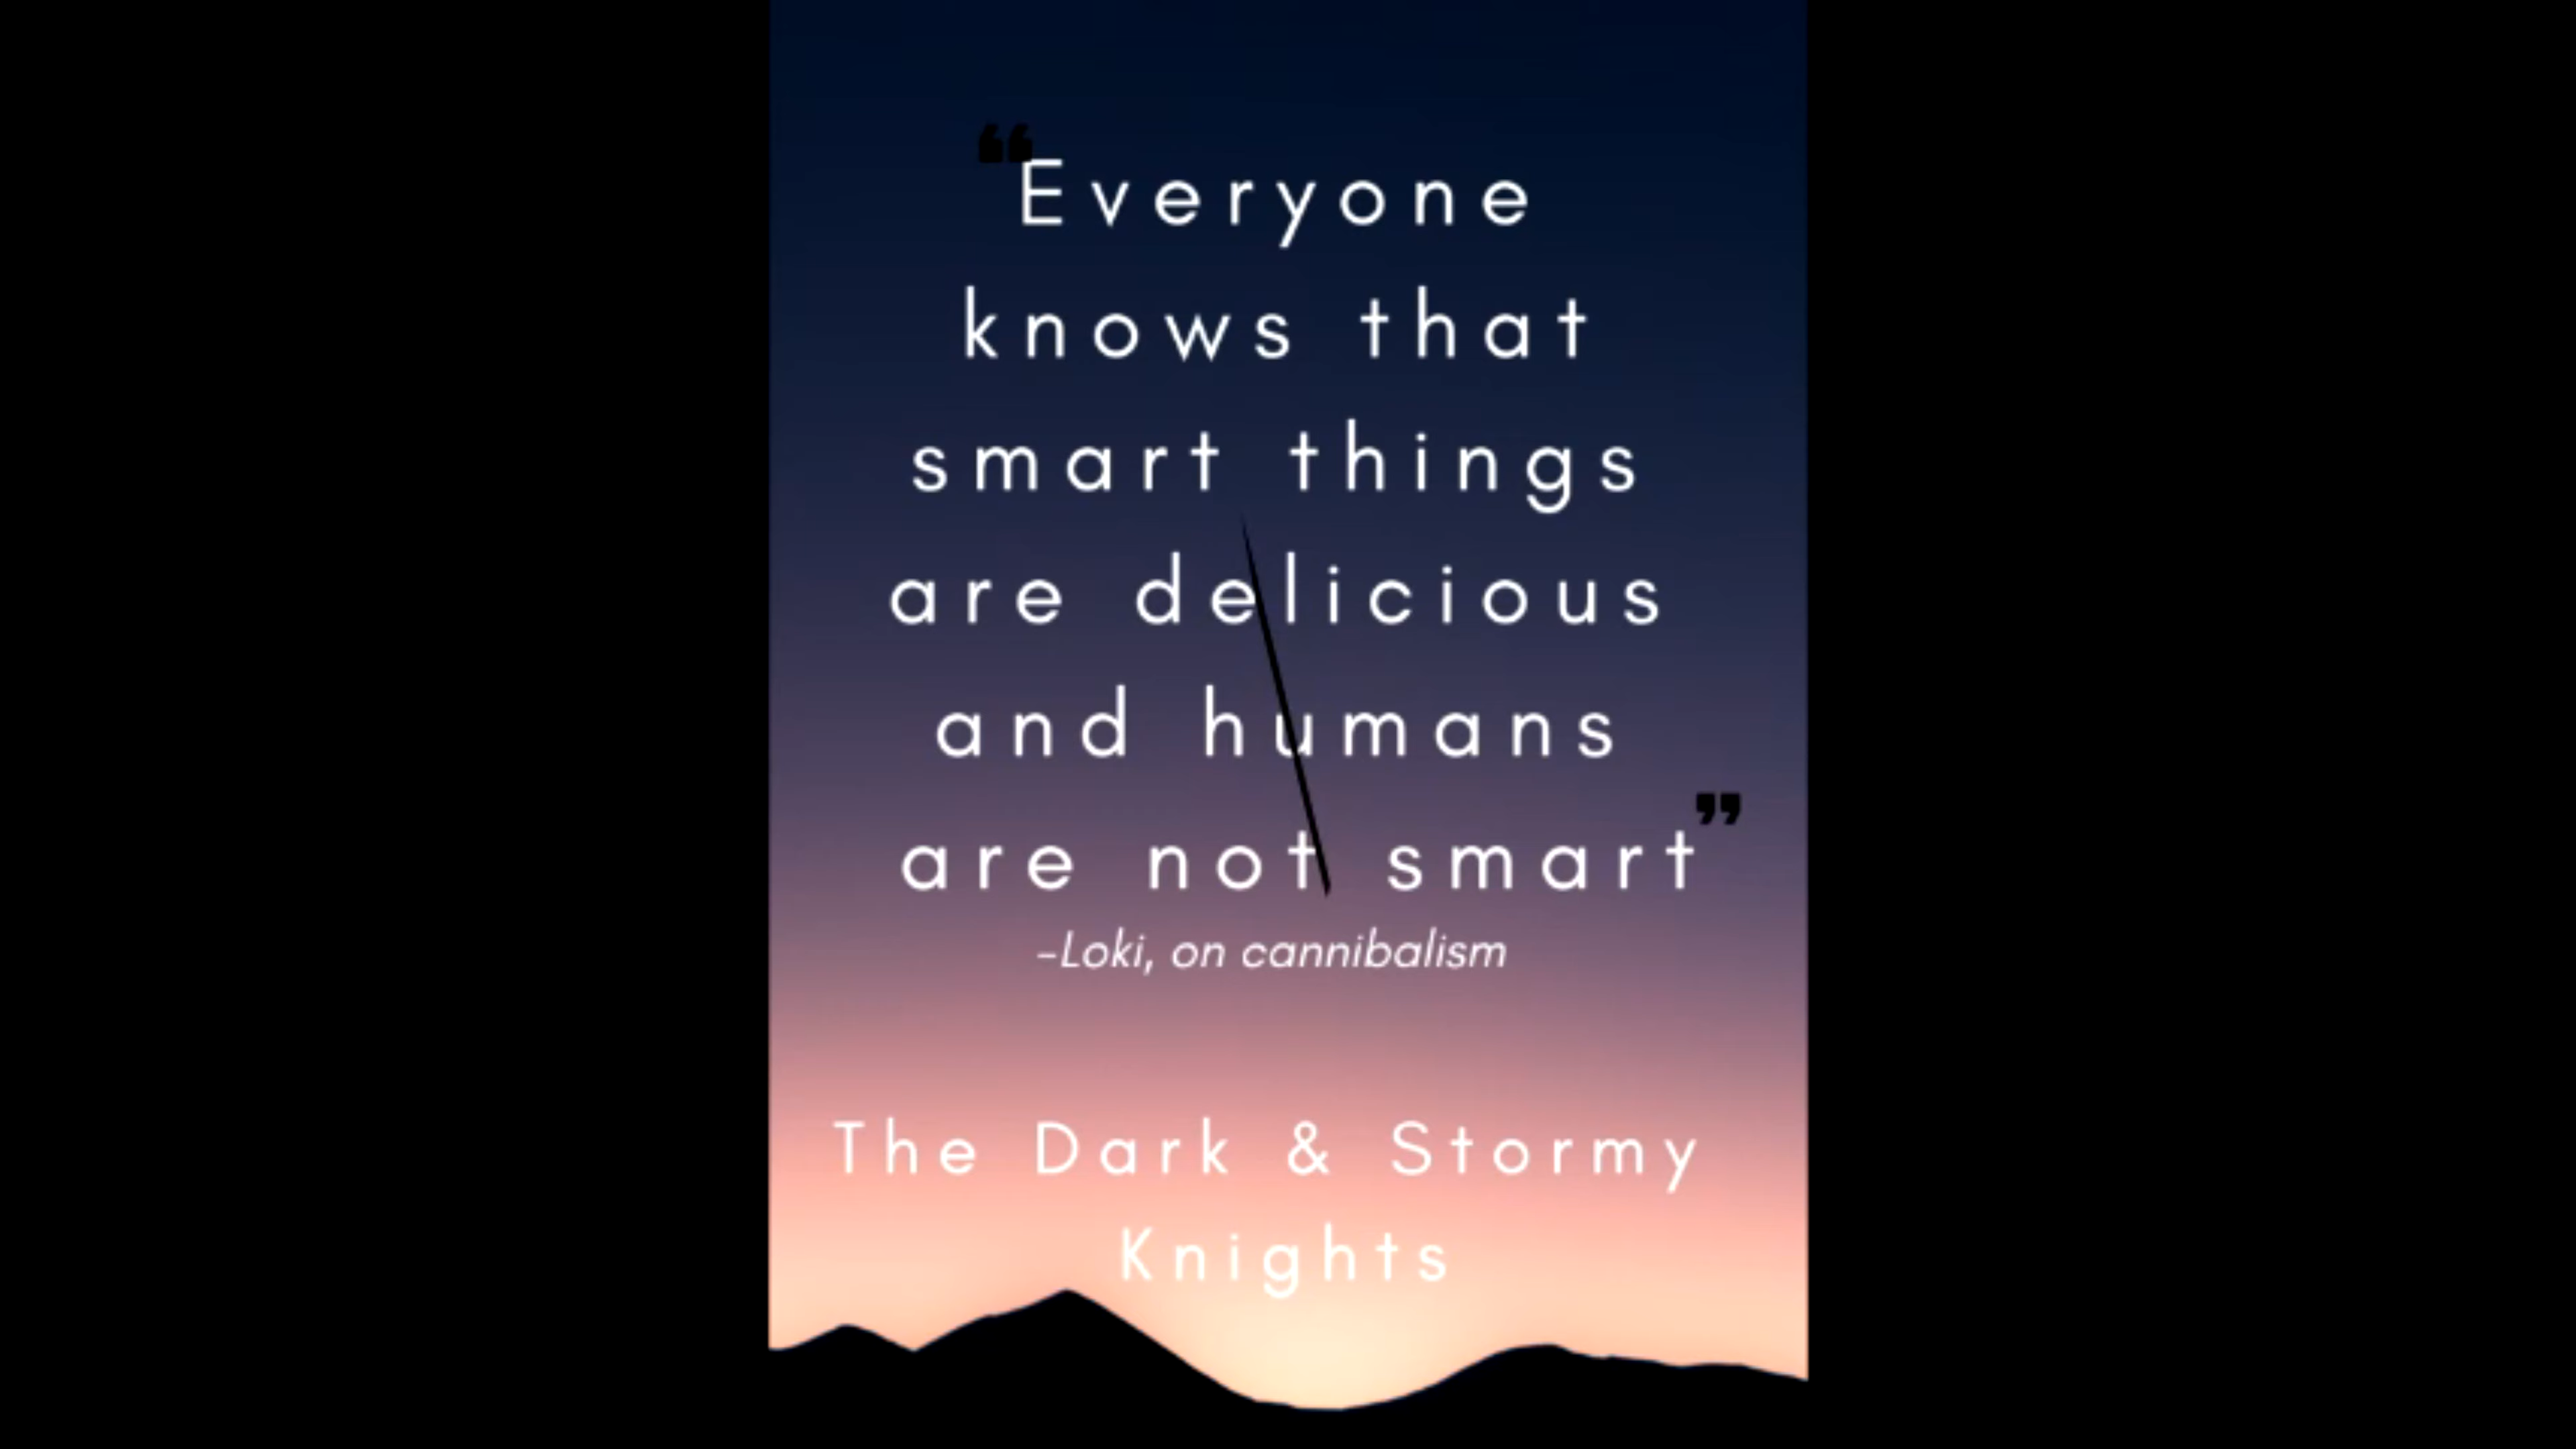 “Everyone
knows that
smart things
are delicious
and humans
are not smart”
-Loki, on cannibalism
The Dark & Stormy
Knights